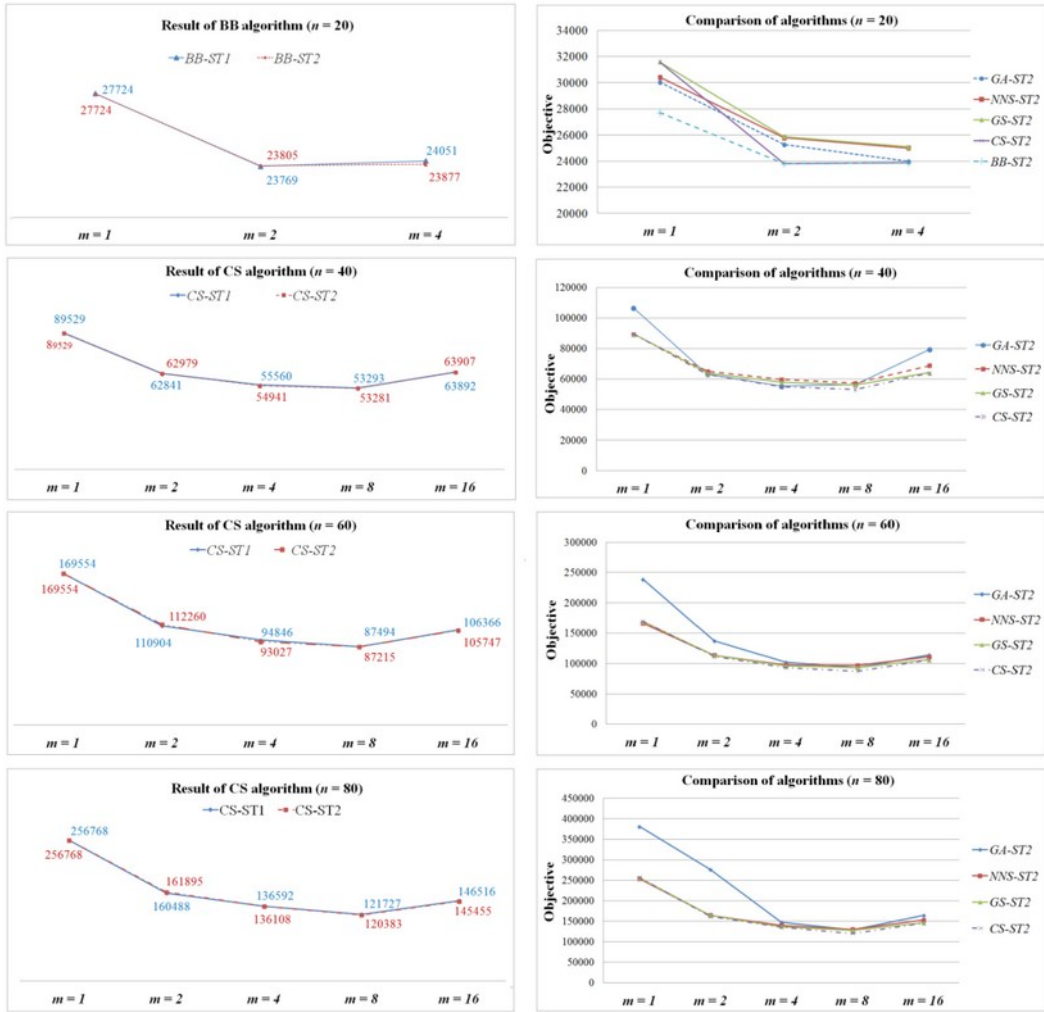 Result of BB algorithm (n = 20)
BB-ST1 BB-ST2
27724
27724
23805
23769
24051
23877
m = 1 m = 2 m = 4
Comparison of algorithms (n = 20)
Objective
34000
32000
30000
28000
26000
24000
22000
20000
m = 1 m = 2 m = 4
GA-ST2
NNS-ST2
GS-ST2
CS-ST2
BB-ST2
Result of CS algorithm (n = 40)
CS-ST1 CS-ST2
89529
89529
62979
62841
55560
54941
53293
53281
63907
63892
m = 1 m = 2 m = 4 m = 8 m = 16
Comparison of algorithms (n = 40)
Objective
120000
100000
80000
60000
40000
20000
0
m = 1 m = 2 m = 4 m = 8 m = 16
GA-ST2
NNS-ST2
GS-ST2
CS-ST2
Result of CS algorithm (n = 60)
CS-ST1 CS-ST2
169554
169554
112260
110904
94846
93027
87494
87215
106366
105747
m = 1 m = 2 m = 4 m = 8 m = 16
Comparison of algorithms (n = 60)
Objective
300000
250000
200000
150000
100000
50000
0
m = 1 m = 2 m = 4 m = 8 m = 16
GA-ST2
NNS-ST2
GS-ST2
CS-ST2
Result of CS algorithm (n = 80)
CS-ST1 CS-ST2
256768
256768
161895
160488
136592
136108
121727
120383
146516
145455
m = 1 m = 2 m = 4 m = 8 m = 16
Comparison of algorithms (n = 80)
Objective
450000
400000
350000
300000
250000
200000
150000
100000
50000
0
m = 1 m = 2 m = 4 m = 8 m = 16
GA-ST2
NNS-ST2
GS-ST2
CS-ST2